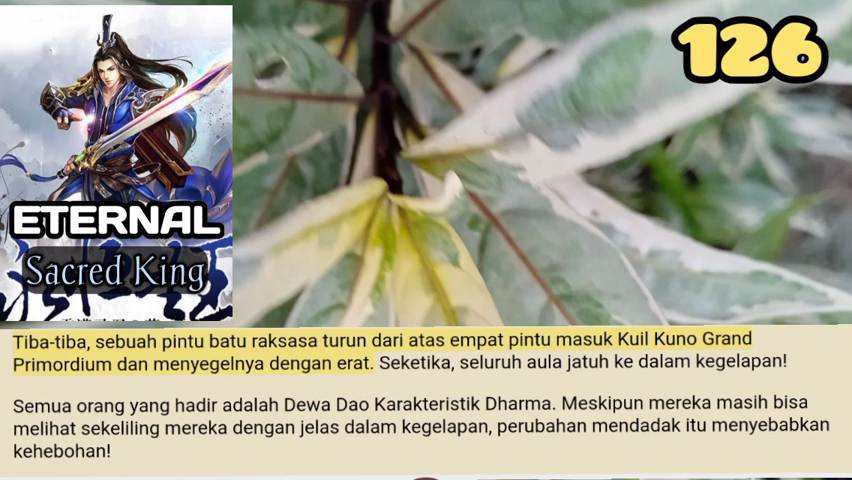 126
ETERNAL
Sacred King
Tiba-tiba, sebuah pintu batu raksasa turun dari atas empat pintu masuk Kuil Kuno Grand
Primordium dan menyegelnya dengan erat. Seketika, seluruh aula jatuh ke dalam kegelapan!
Semua orang yang hadir adalah Dewa Dao Karakteristik Dharma. Meskipun mereka masih bisa
melihat sekeliling mereka dengan jelas dalam kegelapan, perubahan mendadak itu menyebabkan
kehebohan!